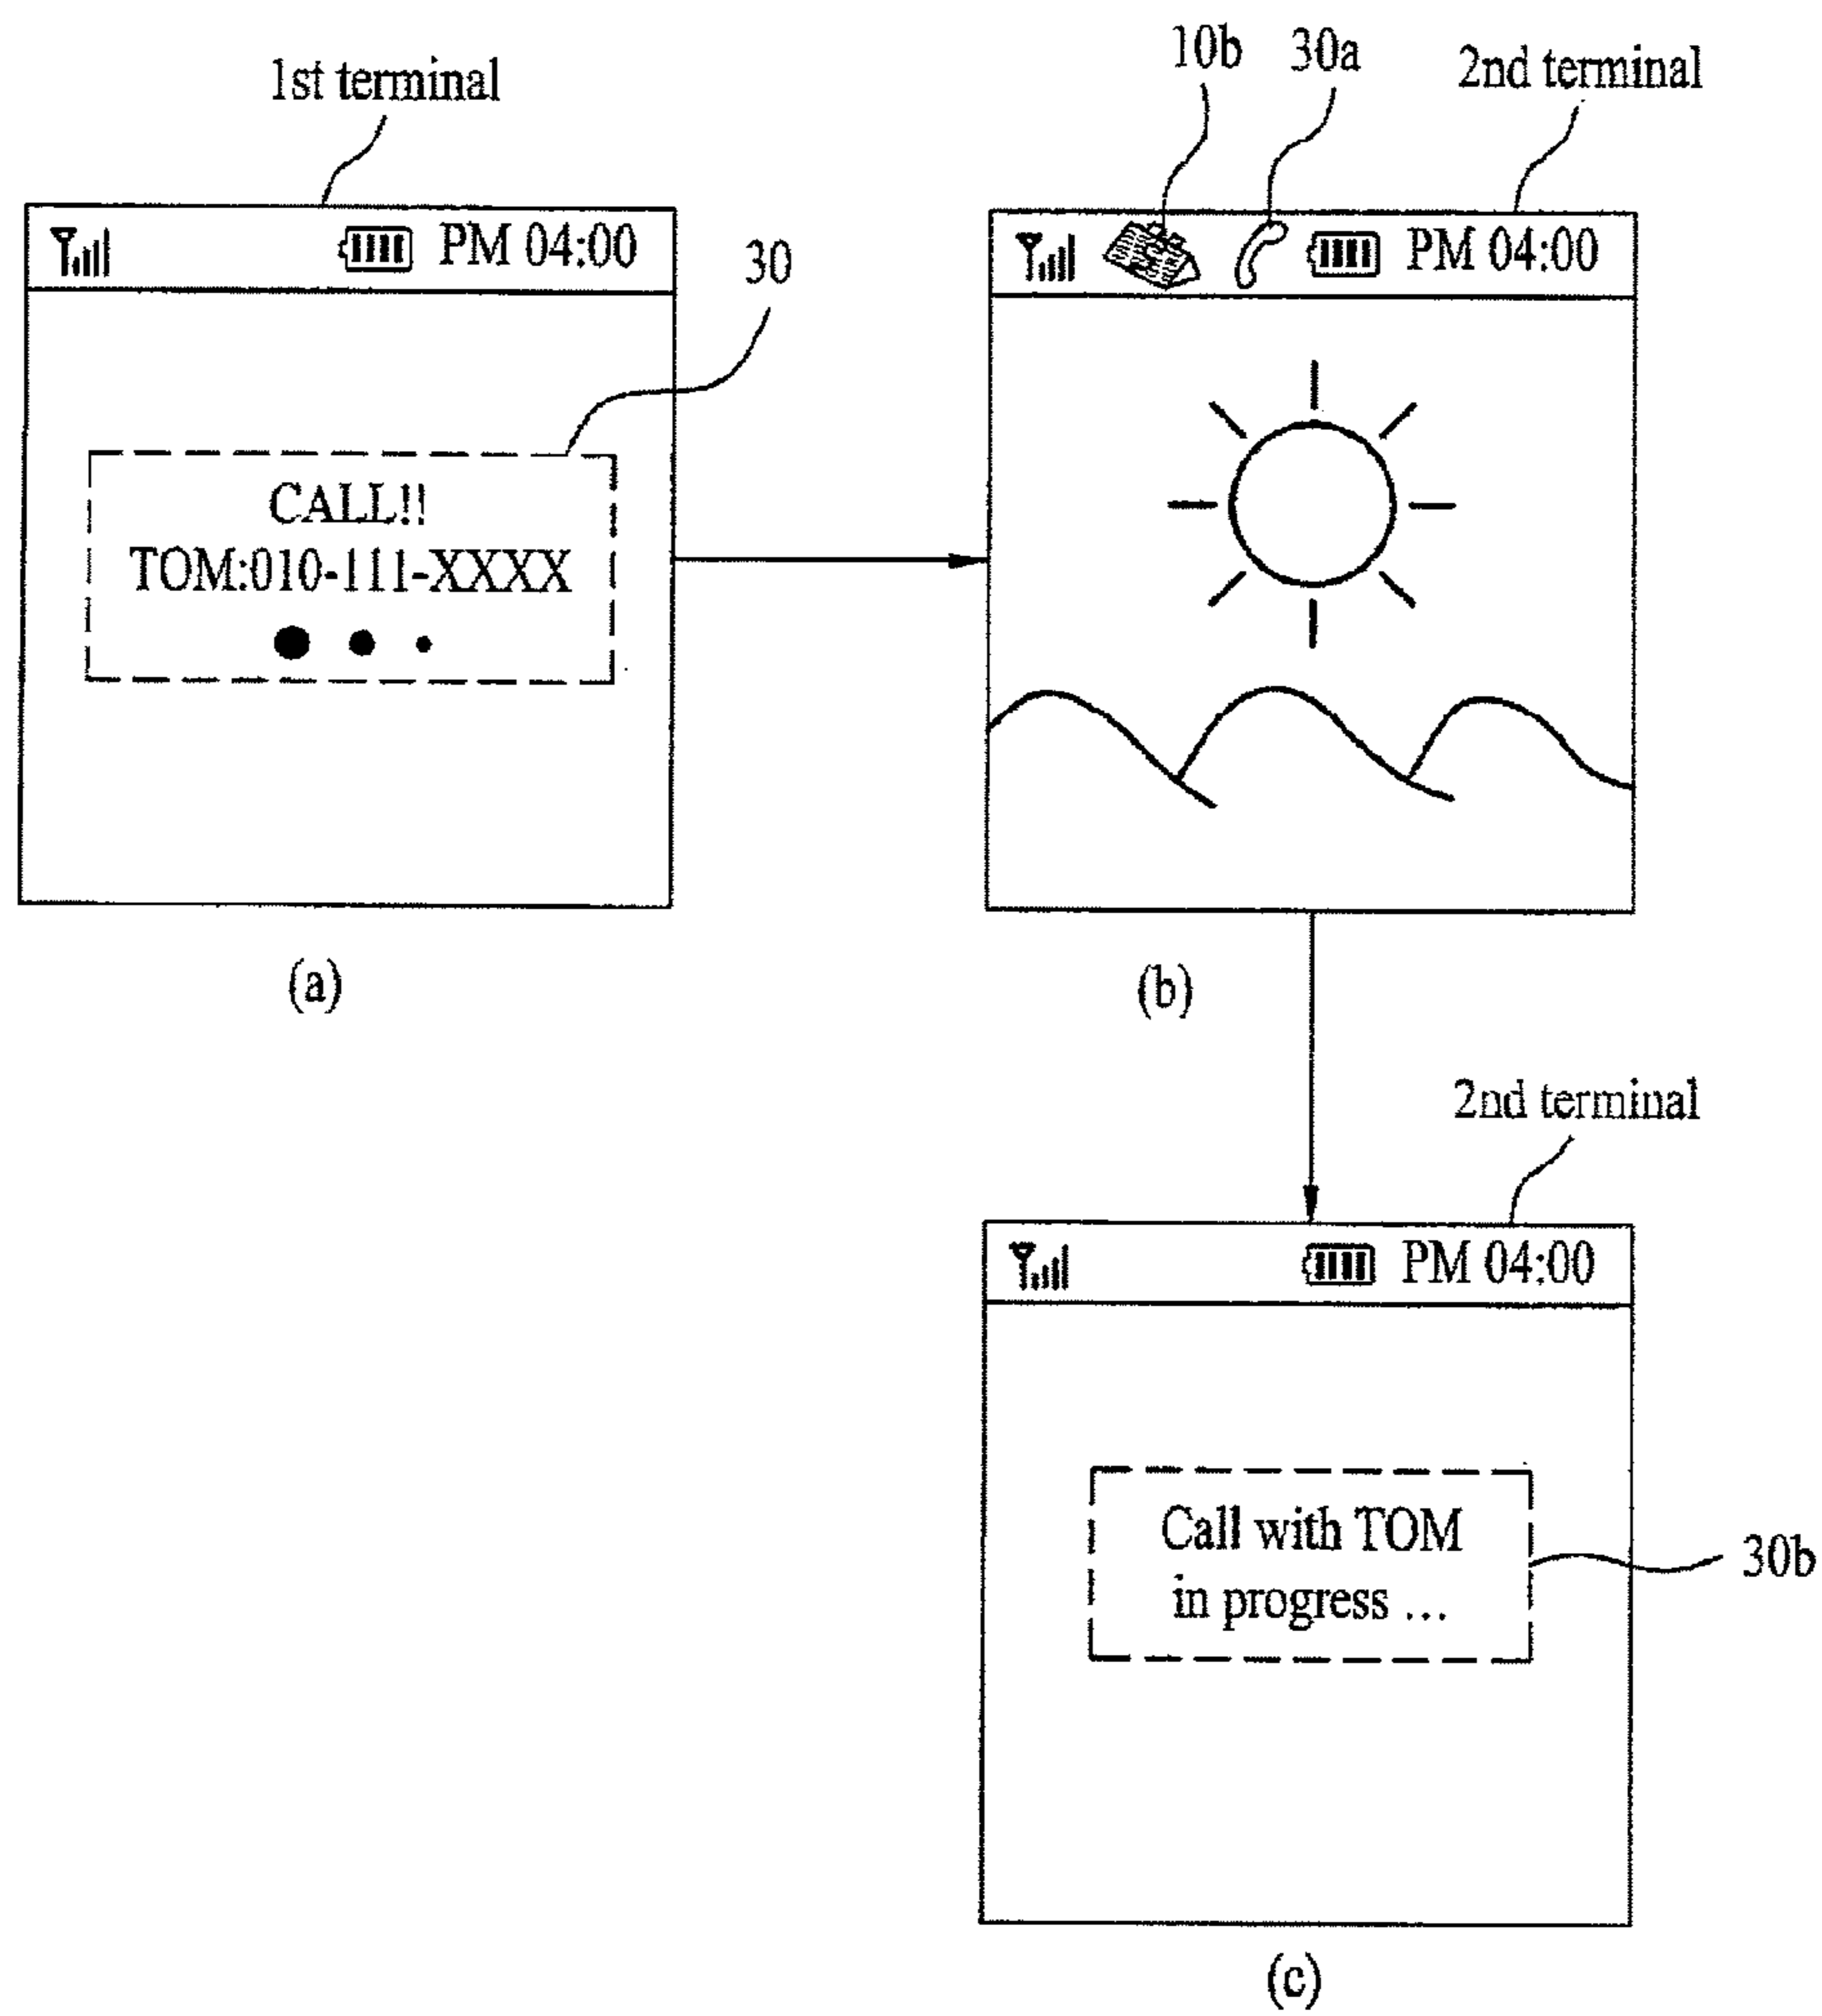 10b
30a
1st terminal
2nd terminal
PM 04:00
30
PM 04:00
CALL!!
TOM:010-111-XXXX
(a)
(b)
2nd terminal
PM 04:00
Call with TOM
in progress ...
30b
(c)